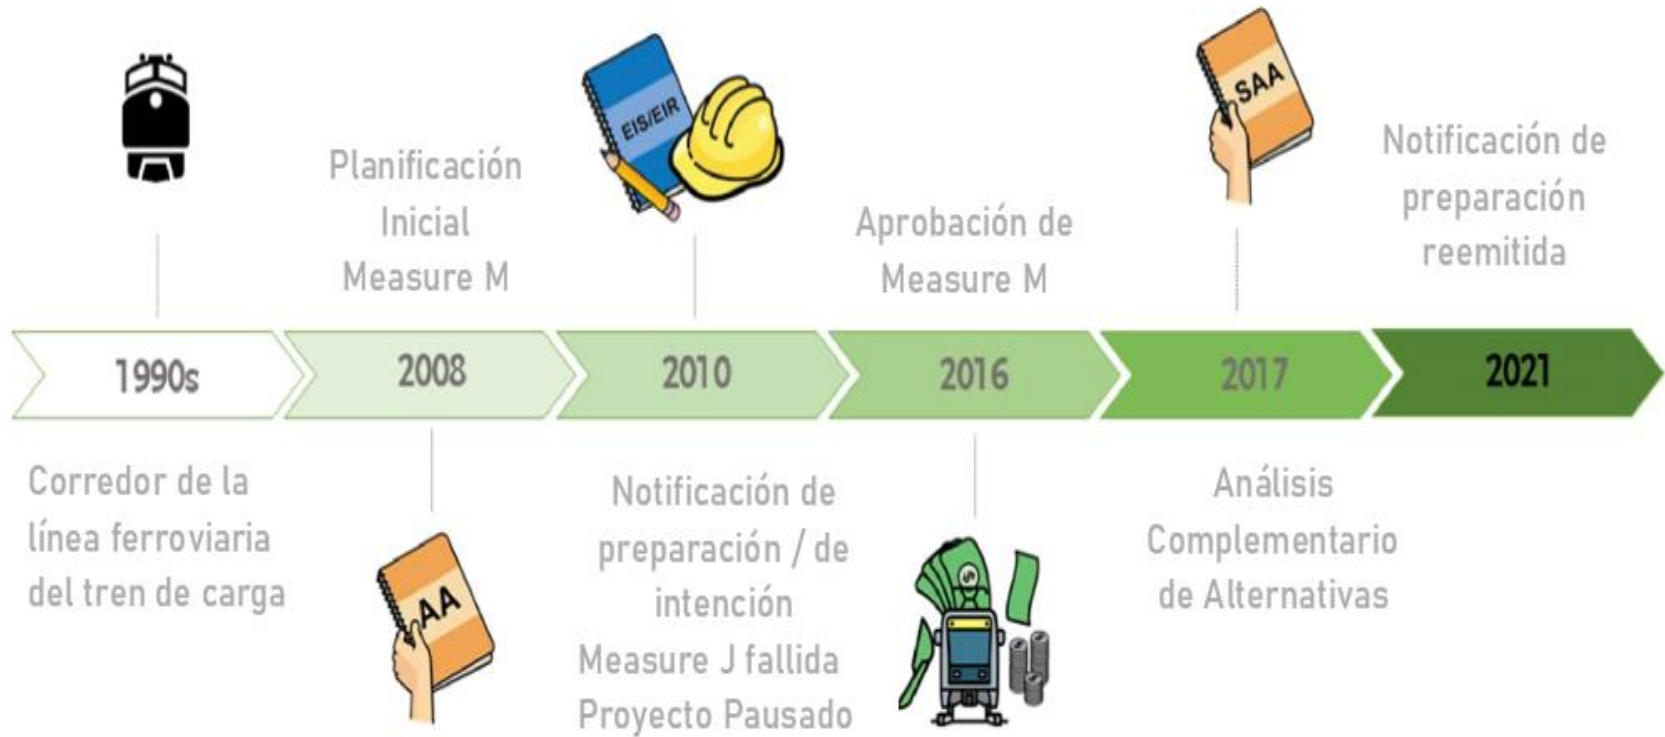 1990s
Corredor de la
línea ferroviaria
del tren de carga
Planificación
Inicial
Measure M
2008
AA
EIS/EIR
2010
Notificación de
preparación / de
intención
Measure J fallida
Proyecto Pausado
Aprobación de
Measure M
2016
SAA
2017
Análisis
Complementario
de Alternativas
Notificación de
preparación
reemitida
2021